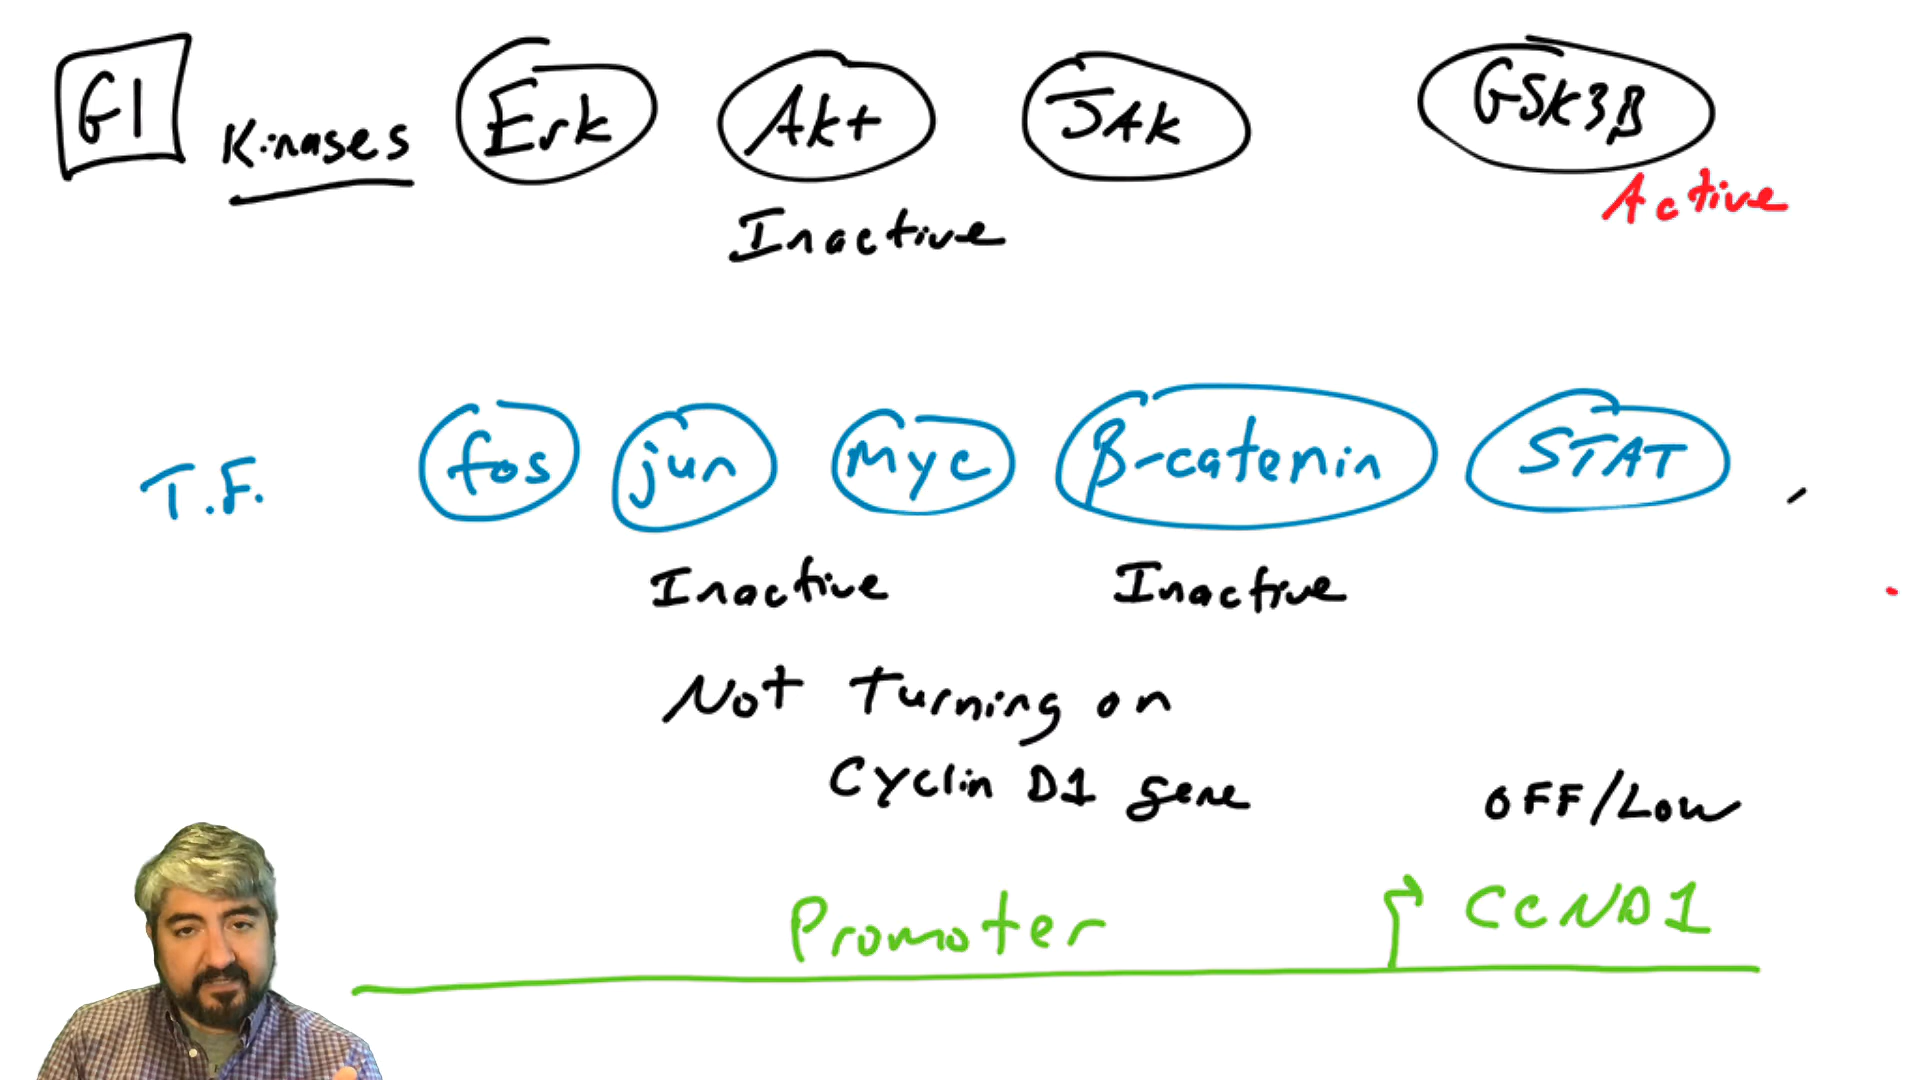 G1 Kinases Erk Akt JAK GSK3B
Active
Inactive
T.F. fos jun Myc β-catenin STAT
Inactive Inactive
Not Turning on
Cyclin D1 gene OFF/Low
Promoter CCND1